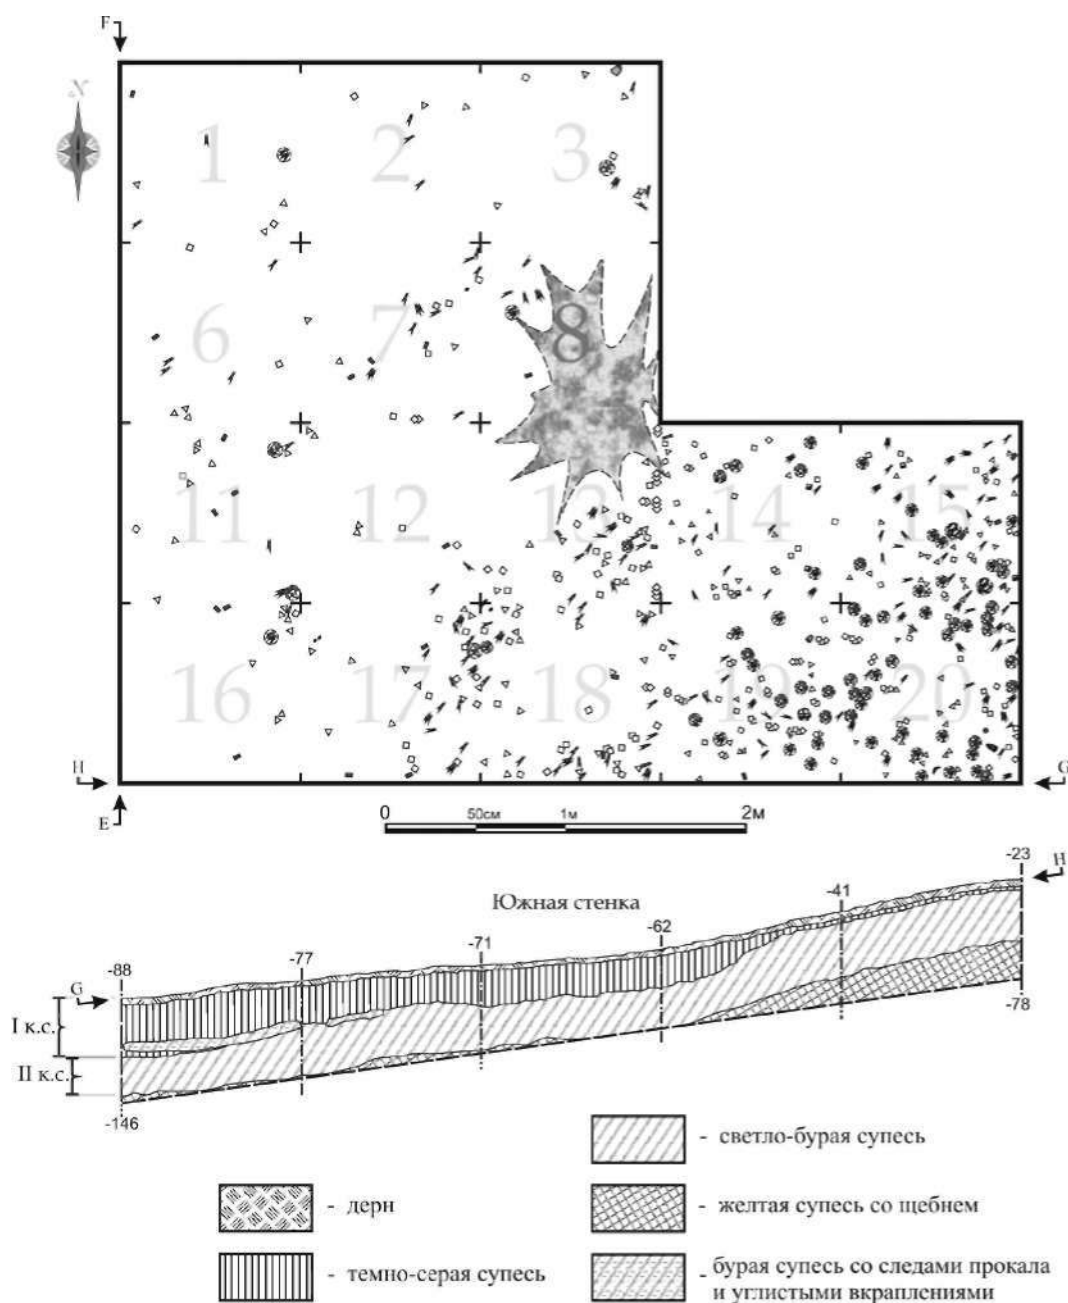 F
N
1 2 3
6 7 8
11 12 13 14 15
16 17 18 19 20
H G
E
0 50см 1м 2м
Южная стенка
-23
H
-41
-62
-71
-77
-88
G
I к.с.
II к.с.
-78
-146
- светло-бурая супесь
- дерн
- желтая супесь со щебнем
- темно-серая супесь
- бурая супесь со следами прокала
и углистыми вкраплениями